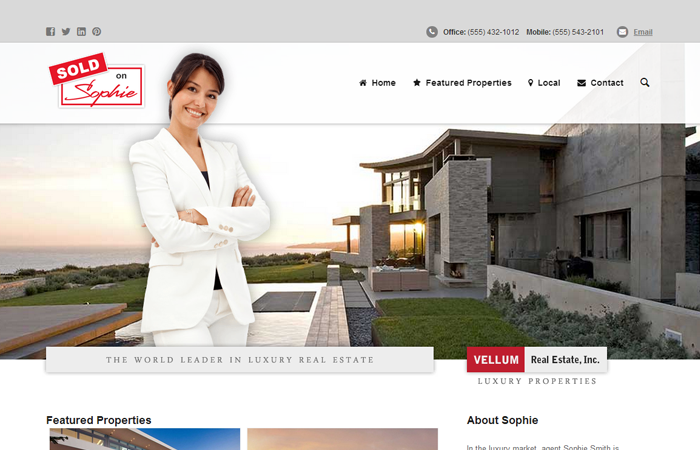 Office: (555) 432-1012 Mobile: (555) 543-2101 Email
SOLD
on
Sophie
Home Featured Properties Local Contact
THE WORLD LEADER IN LUXURY REAL ESTATE
VELLUM Real Estate, Inc.
LUXURY PROPERTIES
Featured Properties
About Sophie
In the luxury market, agent Sophie Smith is